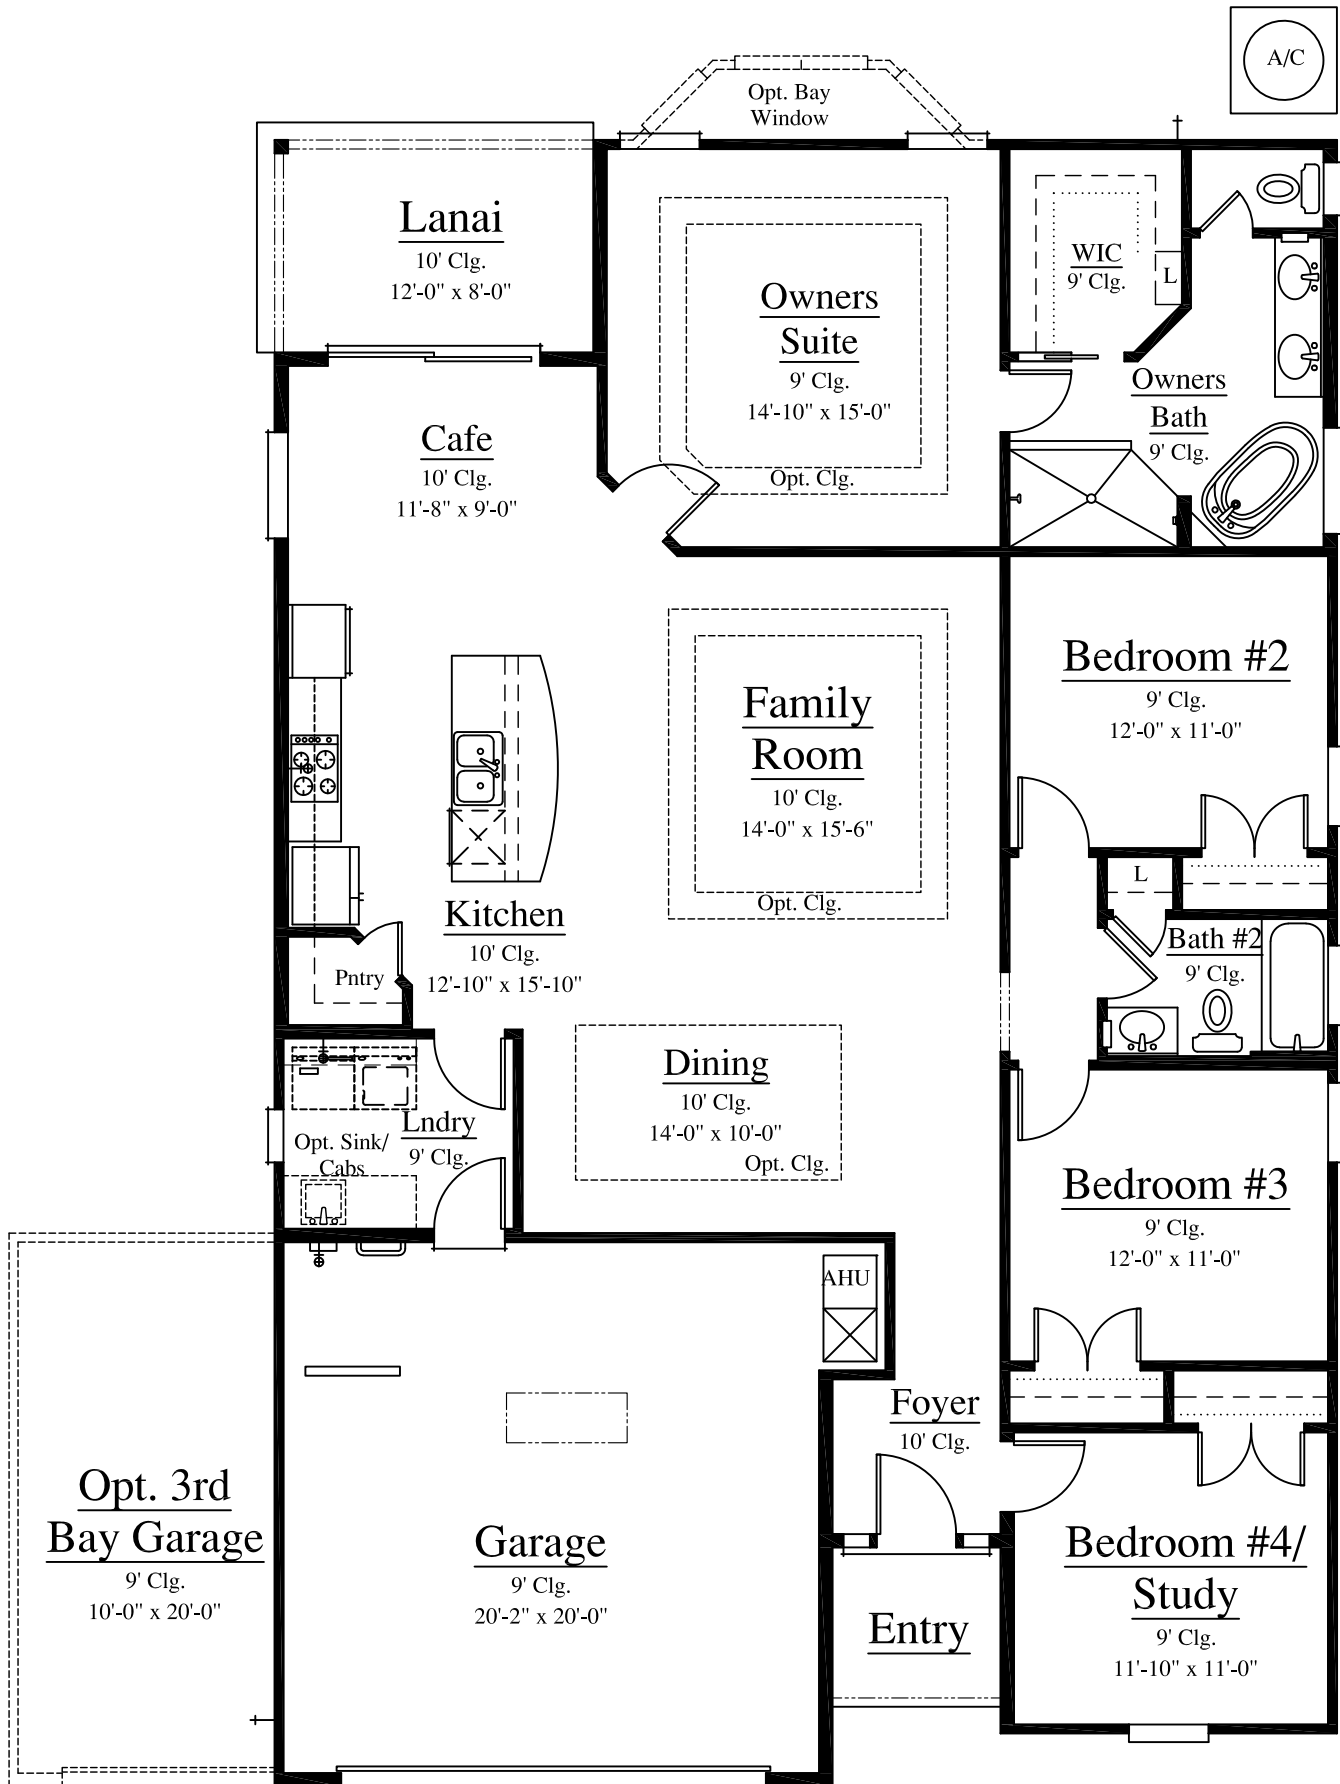 A/C
Opt. Bay
Window
Lanai
10' Clg.
12'-0" x 8'-0"
Owners
Suite
9' Clg.
14'-10" x 15'-0"
Opt. Clg.
WIC
9' Clg.
L
Owners
Bath
9' Clg.
Cafe
10' Clg.
11'-8" x 9'-0"
Bedroom #2
9' Clg.
12'-0" x 11'-0"
Family
Room
10' Clg.
14'-0" x 15'-6"
Opt. Clg.
Kitchen
10' Clg.
12'-10" x 15'-10"
Pntry
L
Bath #2
9' Clg.
Dining
10' Clg.
14'-0" x 10'-0"
Opt. Clg.
Lndry
9' Clg.
Opt. Sink/
Cabs
Bedroom #3
9' Clg.
12'-0" x 11'-0"
AHU
Foyer
10' Clg.
Opt. 3rd
Bay Garage
9' Clg.
10'-0" x 20'-0"
Garage
9' Clg.
20'-2" x 20'-0"
Entry
Bedroom #4/
Study
9' Clg.
11'-10" x 11'-0"